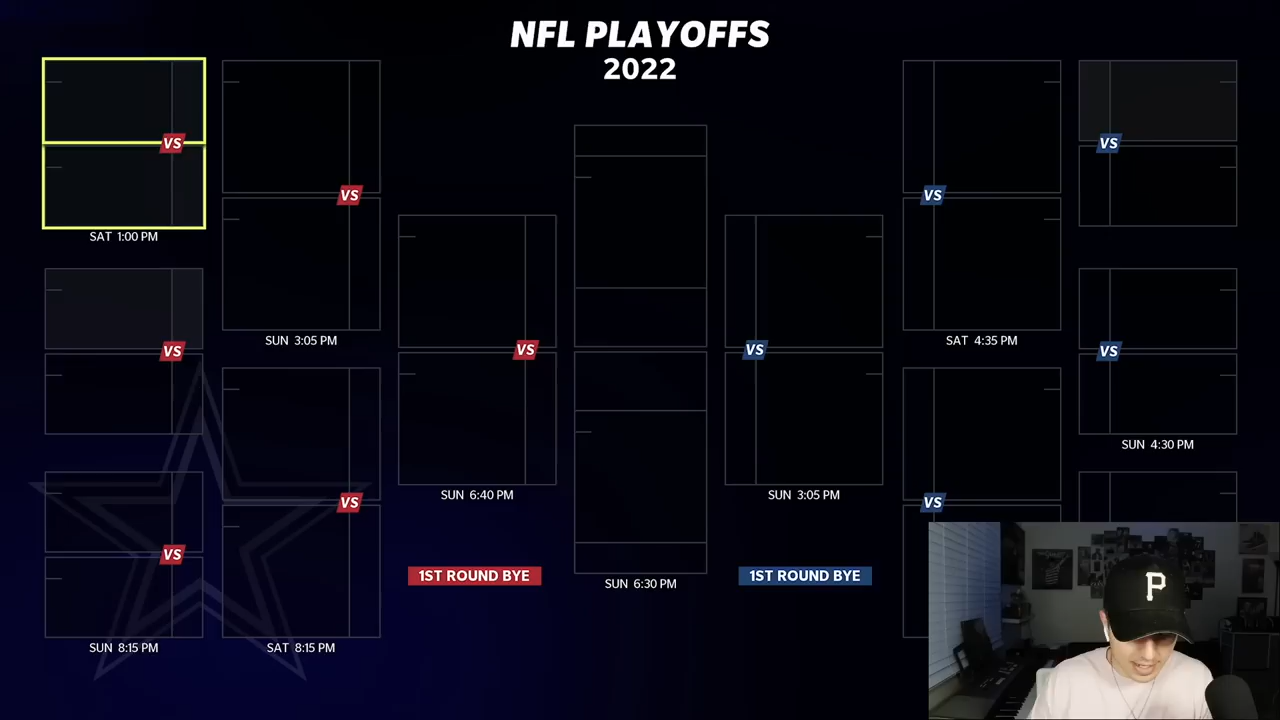 NFL PLAYOFFS
2022
VS
SAT 1:00 PM
VS
VS
SUN 8:15 PM
VS
SUN 3:05 PM
VS
SAT 8:15 PM
VS
SUN 6:40 PM
1ST ROUND BYE
SUN 6:30 PM
VS
SUN 3:05 PM
1ST ROUND BYE
VS
SAT 4:35 PM
VS
VS
VS
SUN 4:30 PM
P